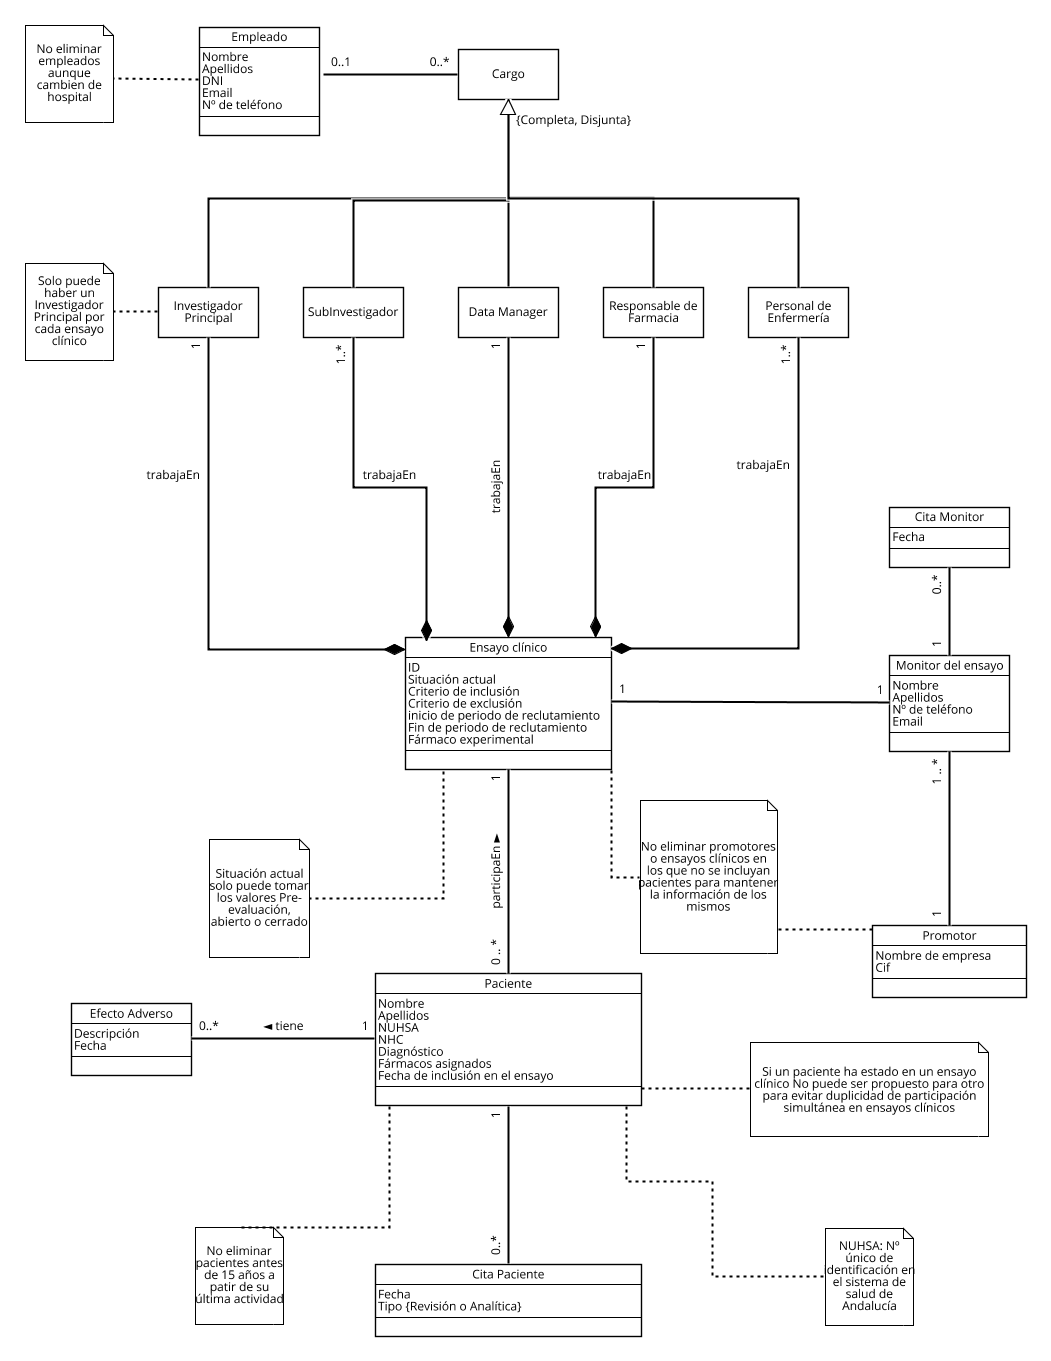 No eliminar
empleados
aunque
cambien de
hospital
Empleado
Nombre
Apellidos
DNI
Email
Nº de teléfono
0..1
0..*
Cargo
{Completa, Disjunta}
Solo puede
haber un
Investigador
Principal por
cada ensayo
clínico
Investigador
Principal
SubInvestigador
Data Manager
Responsable de
Farmacia
Personal de
Enfermería
1
1..*
1
1
1..*
trabajaEn
trabajaEn
trabajaEn
trabajaEn
trabajaEn
Cita Monitor
Fecha
0..*
1
Ensayo clínico
ID
Situación actual
Criterio de inclusión
Criterio de exclusión
inicio de periodo de reclutamiento
Fin de periodo de reclutamiento
Fármaco experimental
1
1
Monitor del ensayo
Nombre
Apellidos
Nº de teléfono
Email
1
1 .. *
participaEn
Situación actual
solo puede tomar
los valores Pre-
evaluación,
abierto o cerrado
No eliminar promotores
o ensayos clínicos en
los que no se incluyan
pacientes para mantener
la información de los
mismos
0 .. *
1
Promotor
Nombre de empresa
Cif
Paciente
Nombre
Apellidos
NUHSA
NHC
Diagnóstico
Fármacos asignados
Fecha de inclusión en el ensayo
Efecto Adverso
Descripción
Fecha
0..*
◄ tiene
1
Si un paciente ha estado en un ensayo
clínico No puede ser propuesto para otro
para evitar duplicidad de participación
simultánea en ensayos clínicos
1
0..*
No eliminar
pacientes antes
de 15 años a
patir de su
última actividad
Cita Paciente
Fecha
Tipo {Revisión o Analítica}
NUHSA: Nº
único de
identificación en
el sistema de
salud de
Andalucía